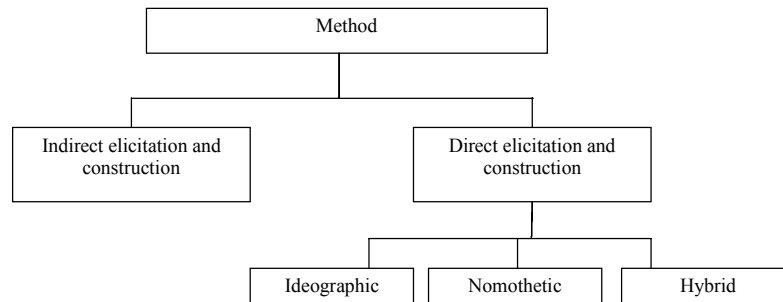 Method
Indirect elicitation and
construction
Direct elicitation and
construction
Ideographic
Nomothetic
Hybrid